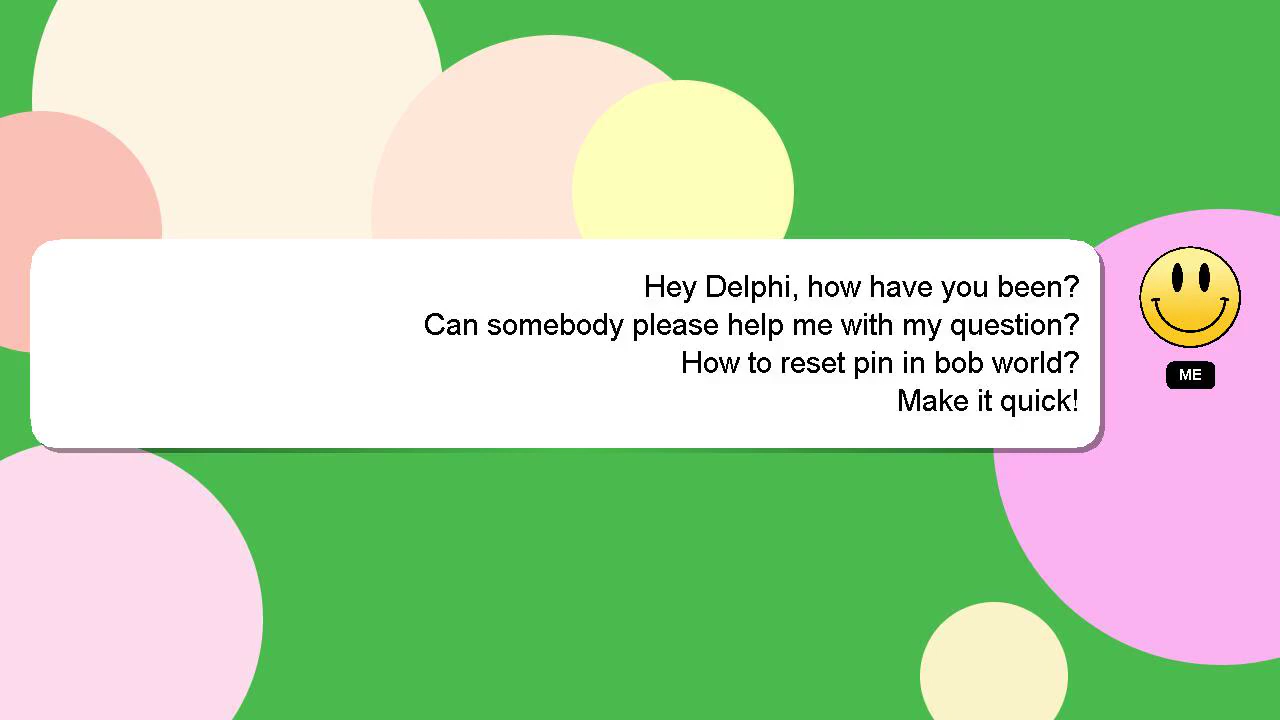 Hey Delphi, how have you been?
Can somebody please help me with my question?
How to reset pin in bob world?
Make it quick!
ME